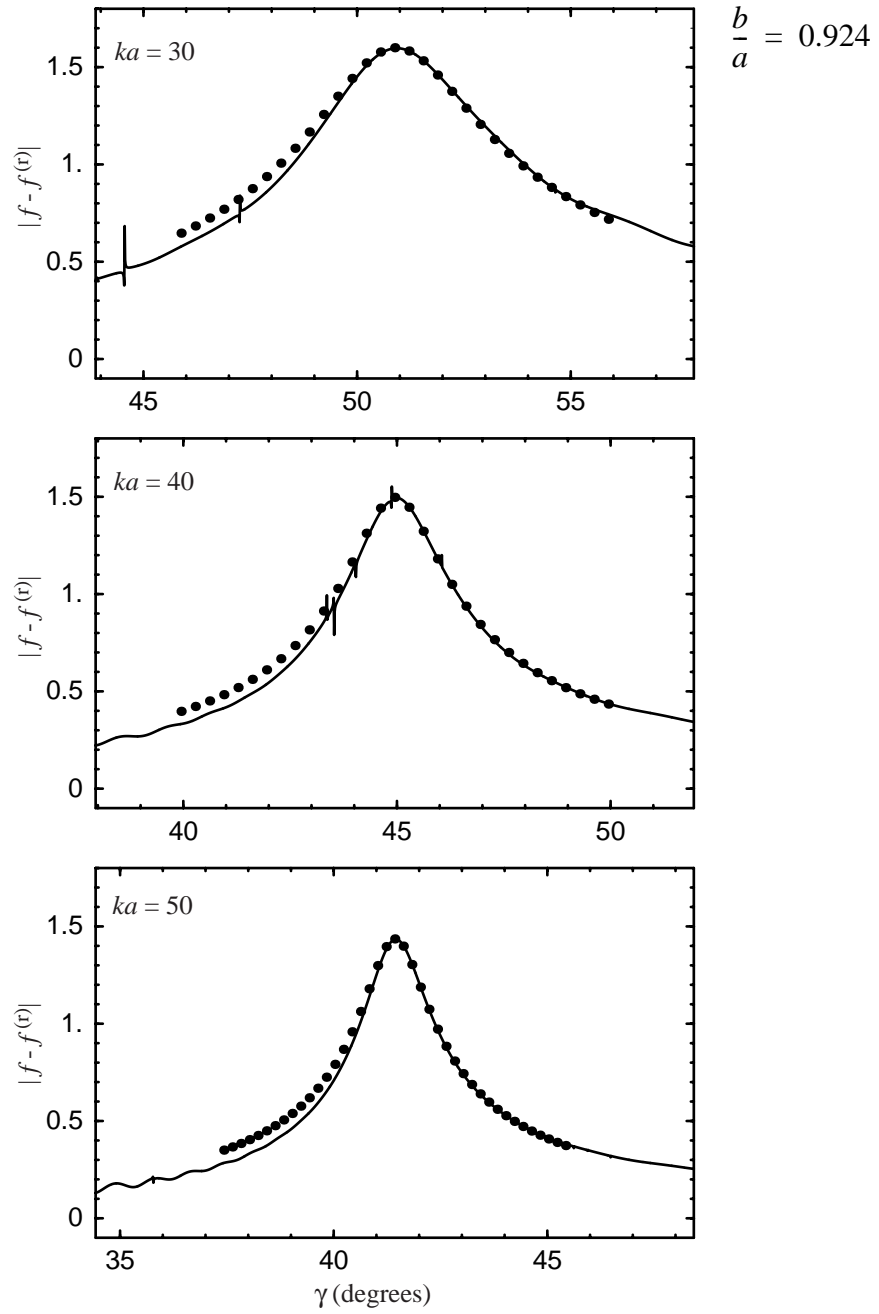 b/a = 0.924
ka = 30
1.5
1.
0.5
0
|f - f^(r)|
45 50 55
ka = 40
1.5
1.
0.5
0
|f - f^(r)|
40 45 50
ka = 50
1.5
1.
0.5
0
|f - f^(r)|
35 40 45
γ (degrees)